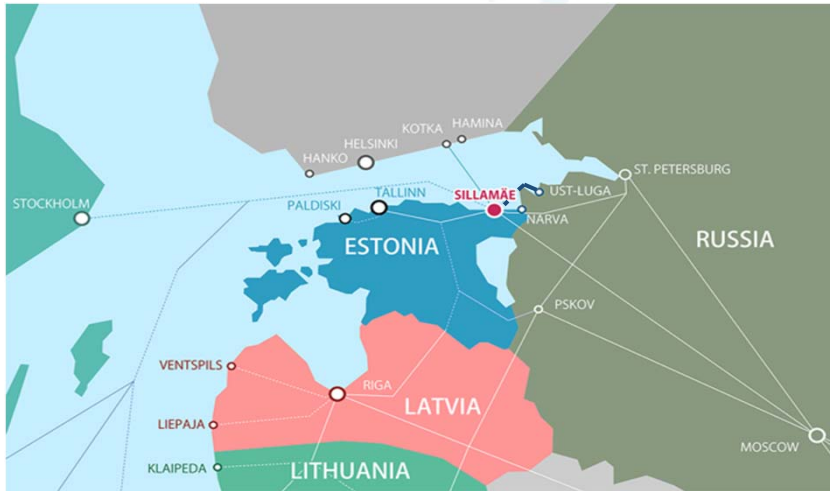 KOTKA
HAMINA
HELSINKI
HANKO
ST. PETERSBURG
STOCKHOLM
TALLINN
SILLAMÄE
UST-LUGA
PALDISKI
NARVA
ESTONIA
RUSSIA
PSKOV
VENTSPILS
RIGA
LATVIA
LIEPAJA
MOSCOW
KLAIPEDA
LITHUANIA